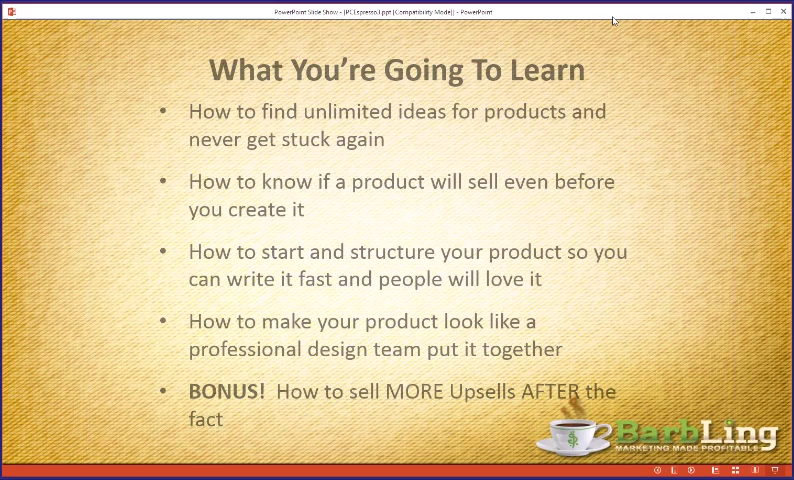 PowerPoint Slide Show - [PCEspresso3.ppt [Compatibility Mode]] - PowerPoint
What You're Going To Learn
• How to find unlimited ideas for products and
never get stuck again
• How to know if a product will sell even before
you create it
• How to start and structure your product so you
can write it fast and people will love it
• How to make your product look like a
professional design team put it together
• BONUS! How to sell MORE Upsells AFTER the
fact
$
BarbLing
MARKETING MADE PROFITABLE